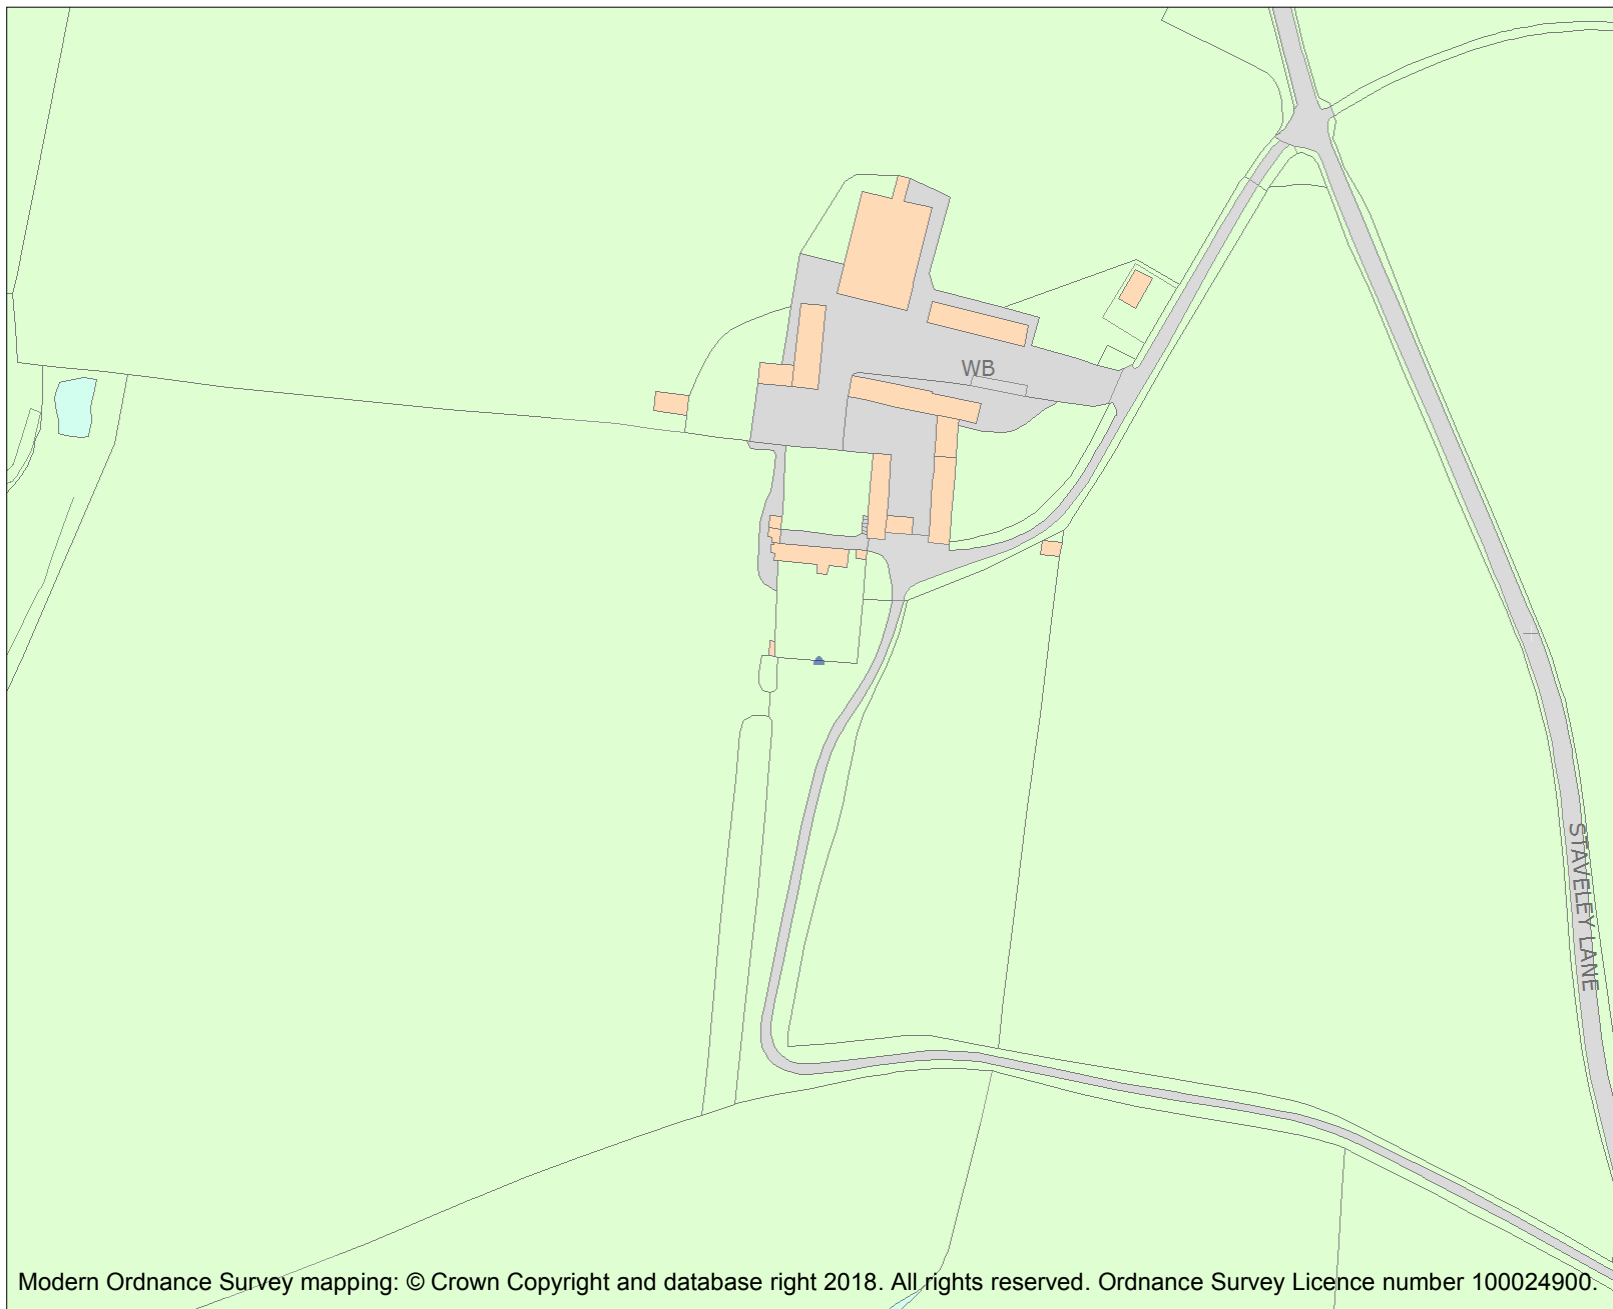 WB
STAVELEY LANE
Modern Ordnance Survey mapping: © Crown Copyright and database right 2018. All rights reserved. Ordnance Survey Licence number 100024900.